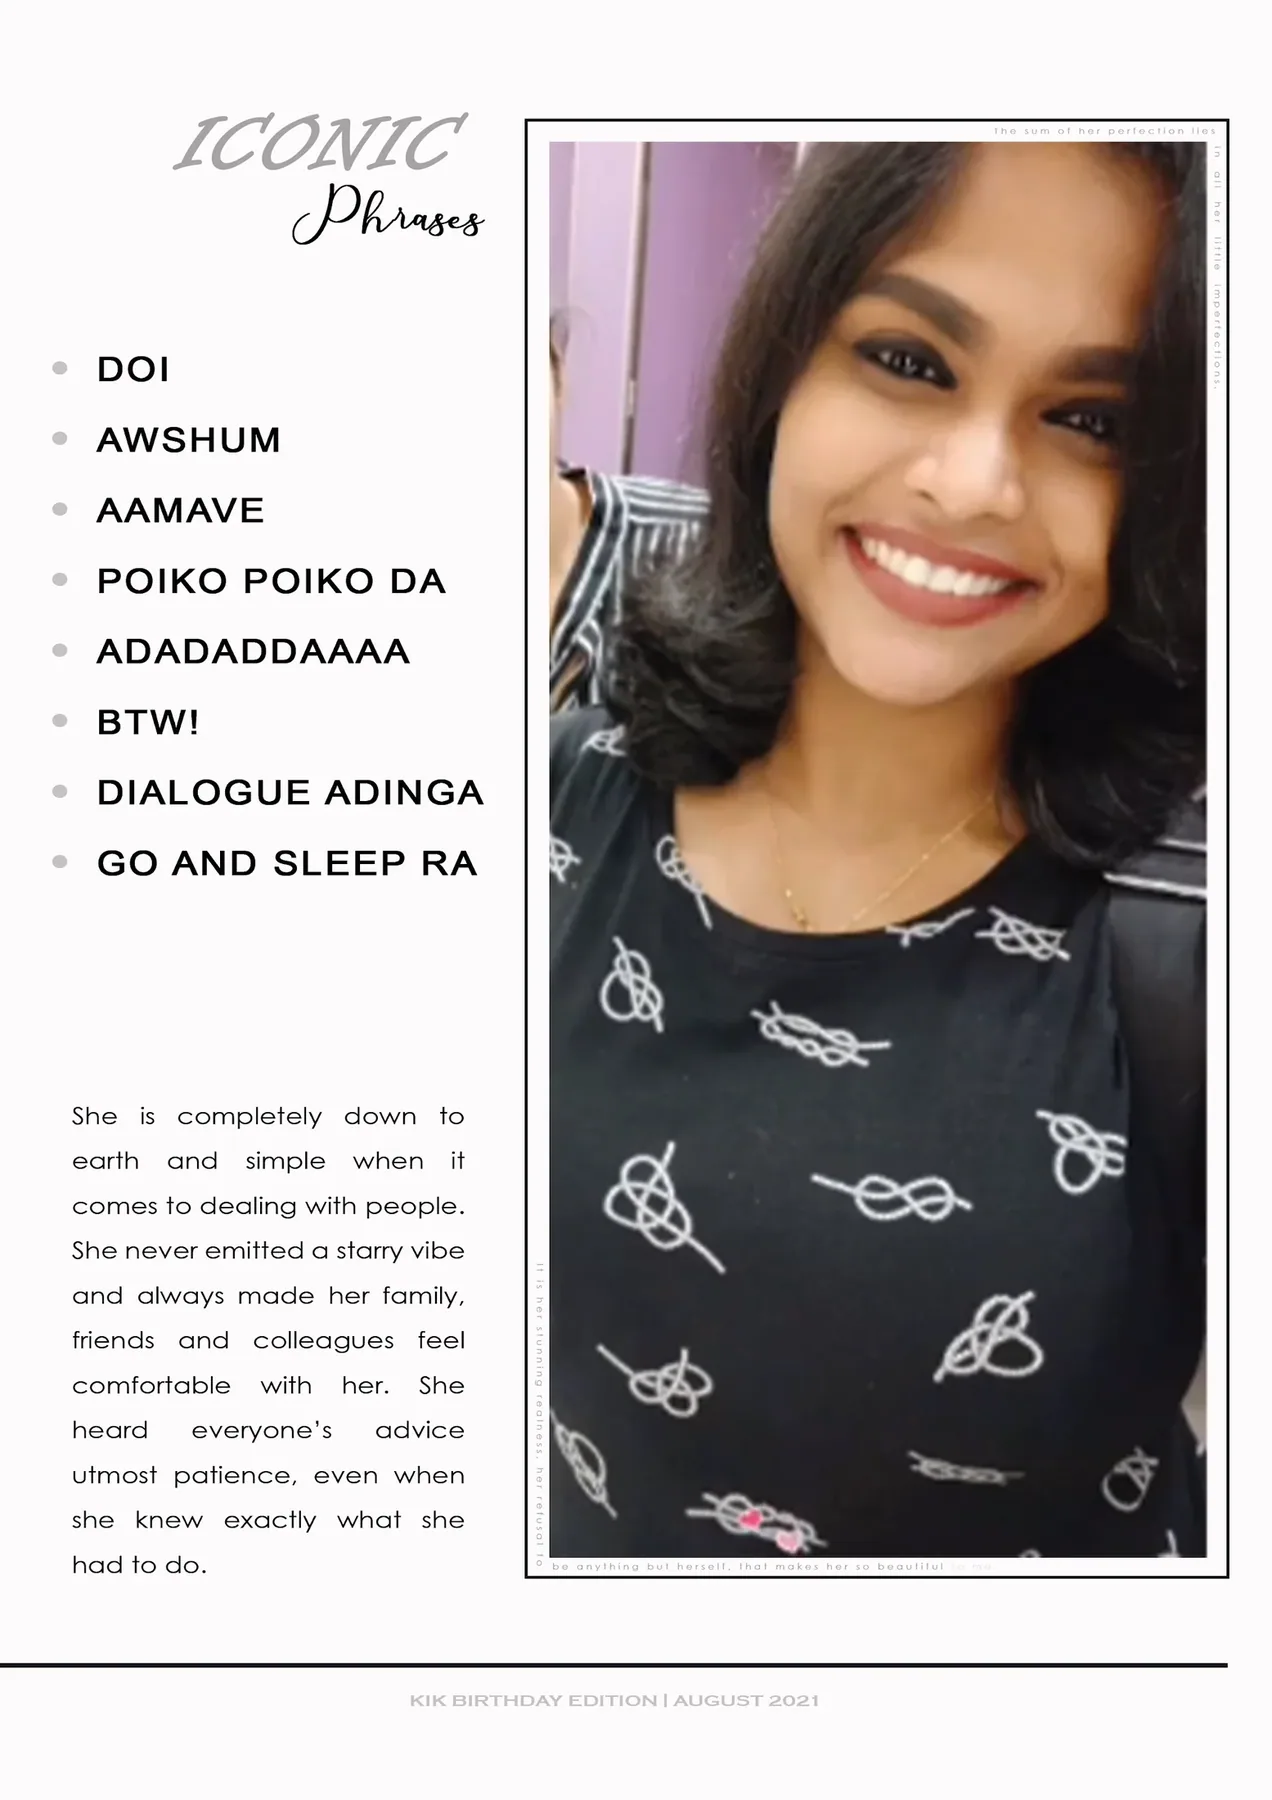 ICONIC
Phrases
DOI
AWSHUM
AAMAVE
POIKO POIKO DA
ADADADDAAAA
BTW!
DIALOGUE ADINGA
GO AND SLEEP RA
She is completely down to
earth and simple when it
comes to dealing with people.
She never emitted a starry vibe
and always made her family,
friends and colleagues feel
comfortable with her. She
heard everyone’s advice
utmost patience, even when
she knew exactly what she
had to do.
The sum of her perfection lies
in all her little imperfections.
It is her stunning realness, her refusal to
be anything but herself, that makes her so beautiful
KIK BIRTHDAY EDITION | AUGUST 2021